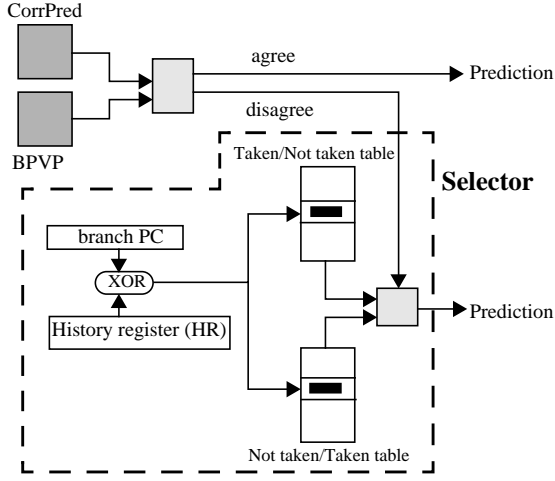 CorrPred
BPVP
agree
disagree
Prediction
Taken/Not taken table
Selector
branch PC
XOR
History register (HR)
Prediction
Not taken/Taken table